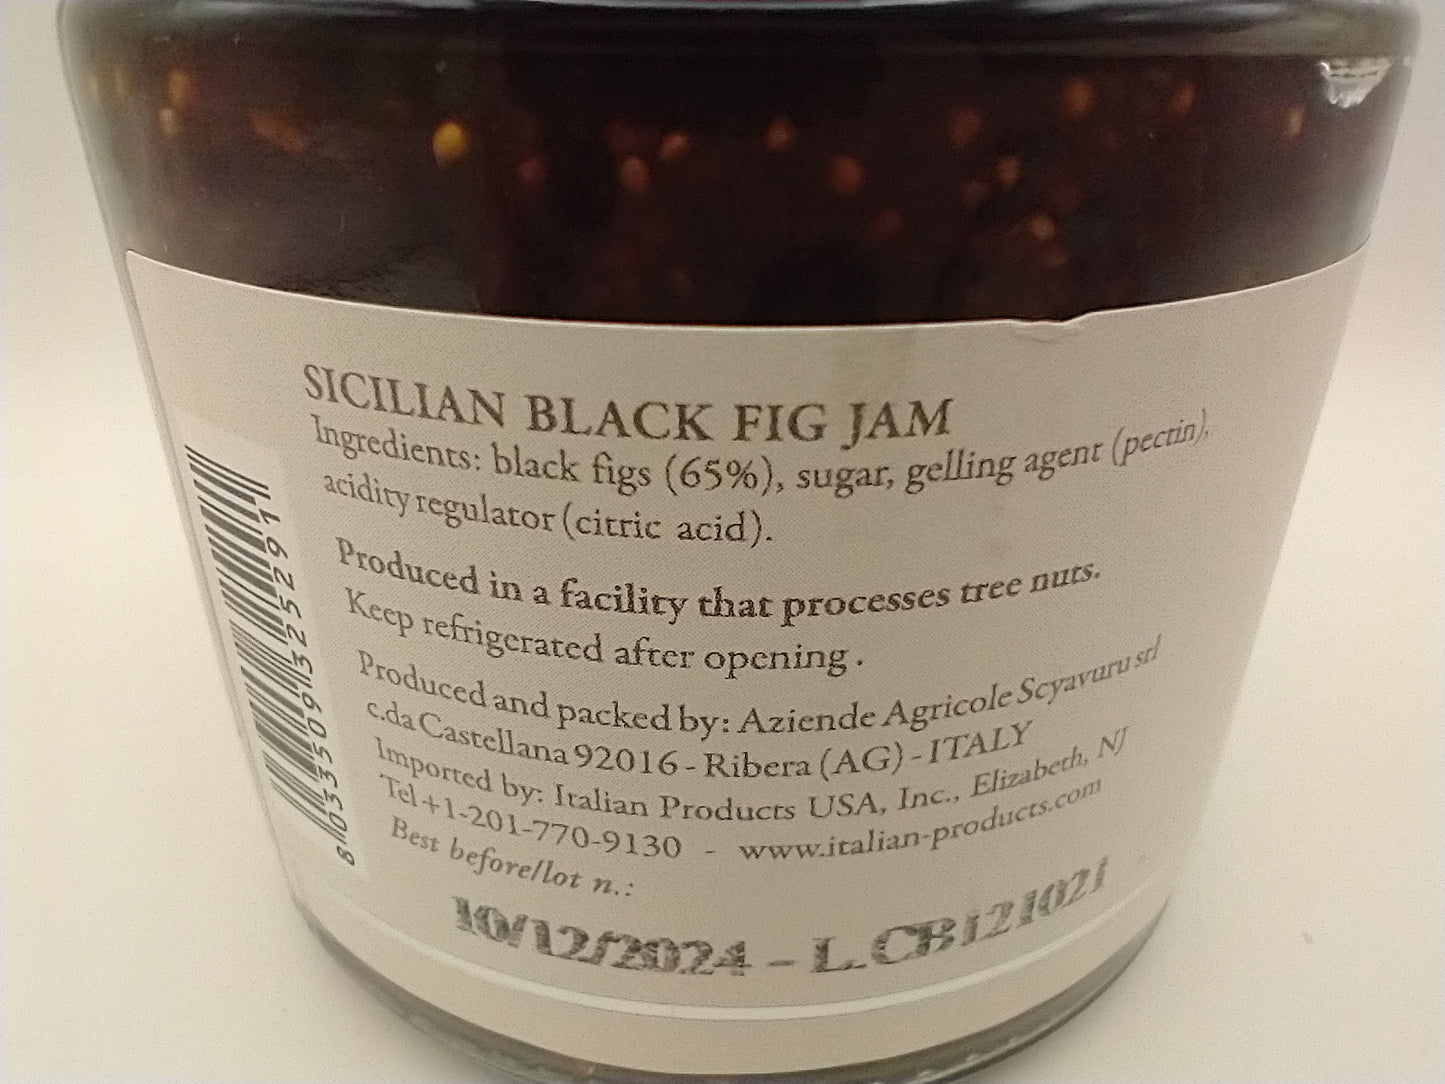 SICILIAN BLACK FIG JAM
Ingredients: black figs (65%), sugar, gelling agent (pectin),
acidity regulator (citric acid).
Produced in a facility that processes tree nuts.
Keep refrigerated after opening.
Produced and packed by: Aziende Agricole Scyavuru srl
c.da Castellana 92016 - Ribera (AG) - ITALY
Imported by: Italian Products USA, Inc., Elizabeth, NJ
Tel +1-201-770-9130 - www.italian-products.com
Best before/lot n.:
10/12/2024 - L.CB121021
8 033509 325291